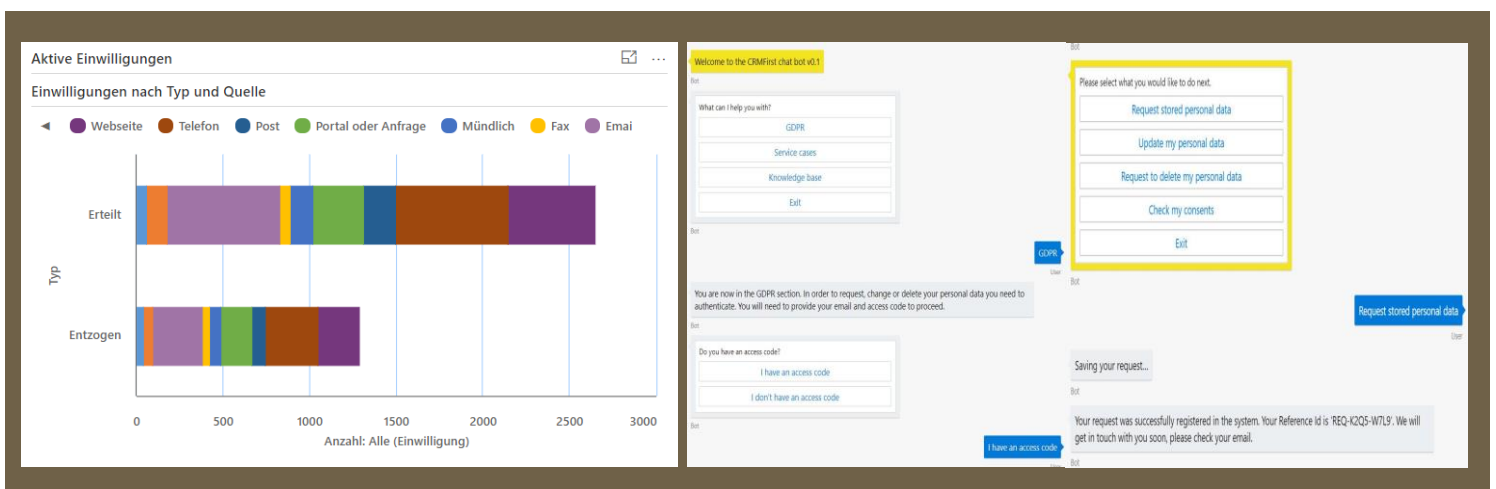 Aktive Einwilligungen
...
Einwilligungen nach Typ und Quelle
Webseite Telefon Post Portal oder Anfrage Mündlich Fax Emai
Erteilt
Typ
Entzogen
0 500 1000 1500 2000 2500 3000
Anzahl: Alle (Einwilligung)
Welcome to the CRMFirst chat bot v0.1
Bot
What can I help you with?
GDPR
Service cases
Knowledge base
Exit
Bot
GDPR
User
You are now in the GDPR section. In order to request, change or delete your personal data you need to
authenticate. You will need to provide your email and access code to proceed.
Bot
Do you have an access code?
I have an access code
I don't have an access code
Bot
I have an access code
User
Bot
Please select what you would like to do next.
Request stored personal data
Update my personal data
Request to delete my personal data
Check my consents
Exit
Bot
Request stored personal data
User
Saving your request...
Bot
Your request was successfully registered in the system. Your Reference Id is 'REQ-K2Q5-W7L9'. We will
get in touch with you soon, please check your email.
Bot